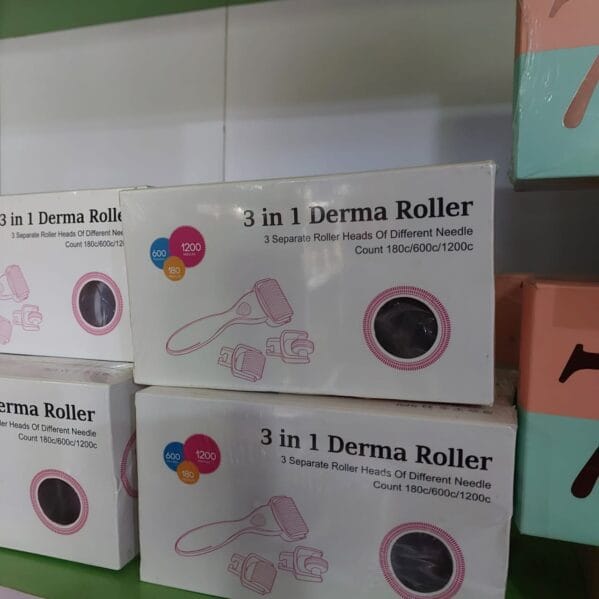 3 in 1 Derma Rolle
3 Separate Roller Heads Of Different Need
Count 180c/600c/1200c
3 in 1 Derma Roller
3 Separate Roller Heads Of Different Needle
Count 180c/600c/1200c
600
1200
180
erma Roller
ler Heads Of Different Needle
Count 180c/600c/1200c
3 in 1 Derma Roller
3 Separate Roller Heads Of Different Needle
Count 180c/600c/1200c
600
1200
180